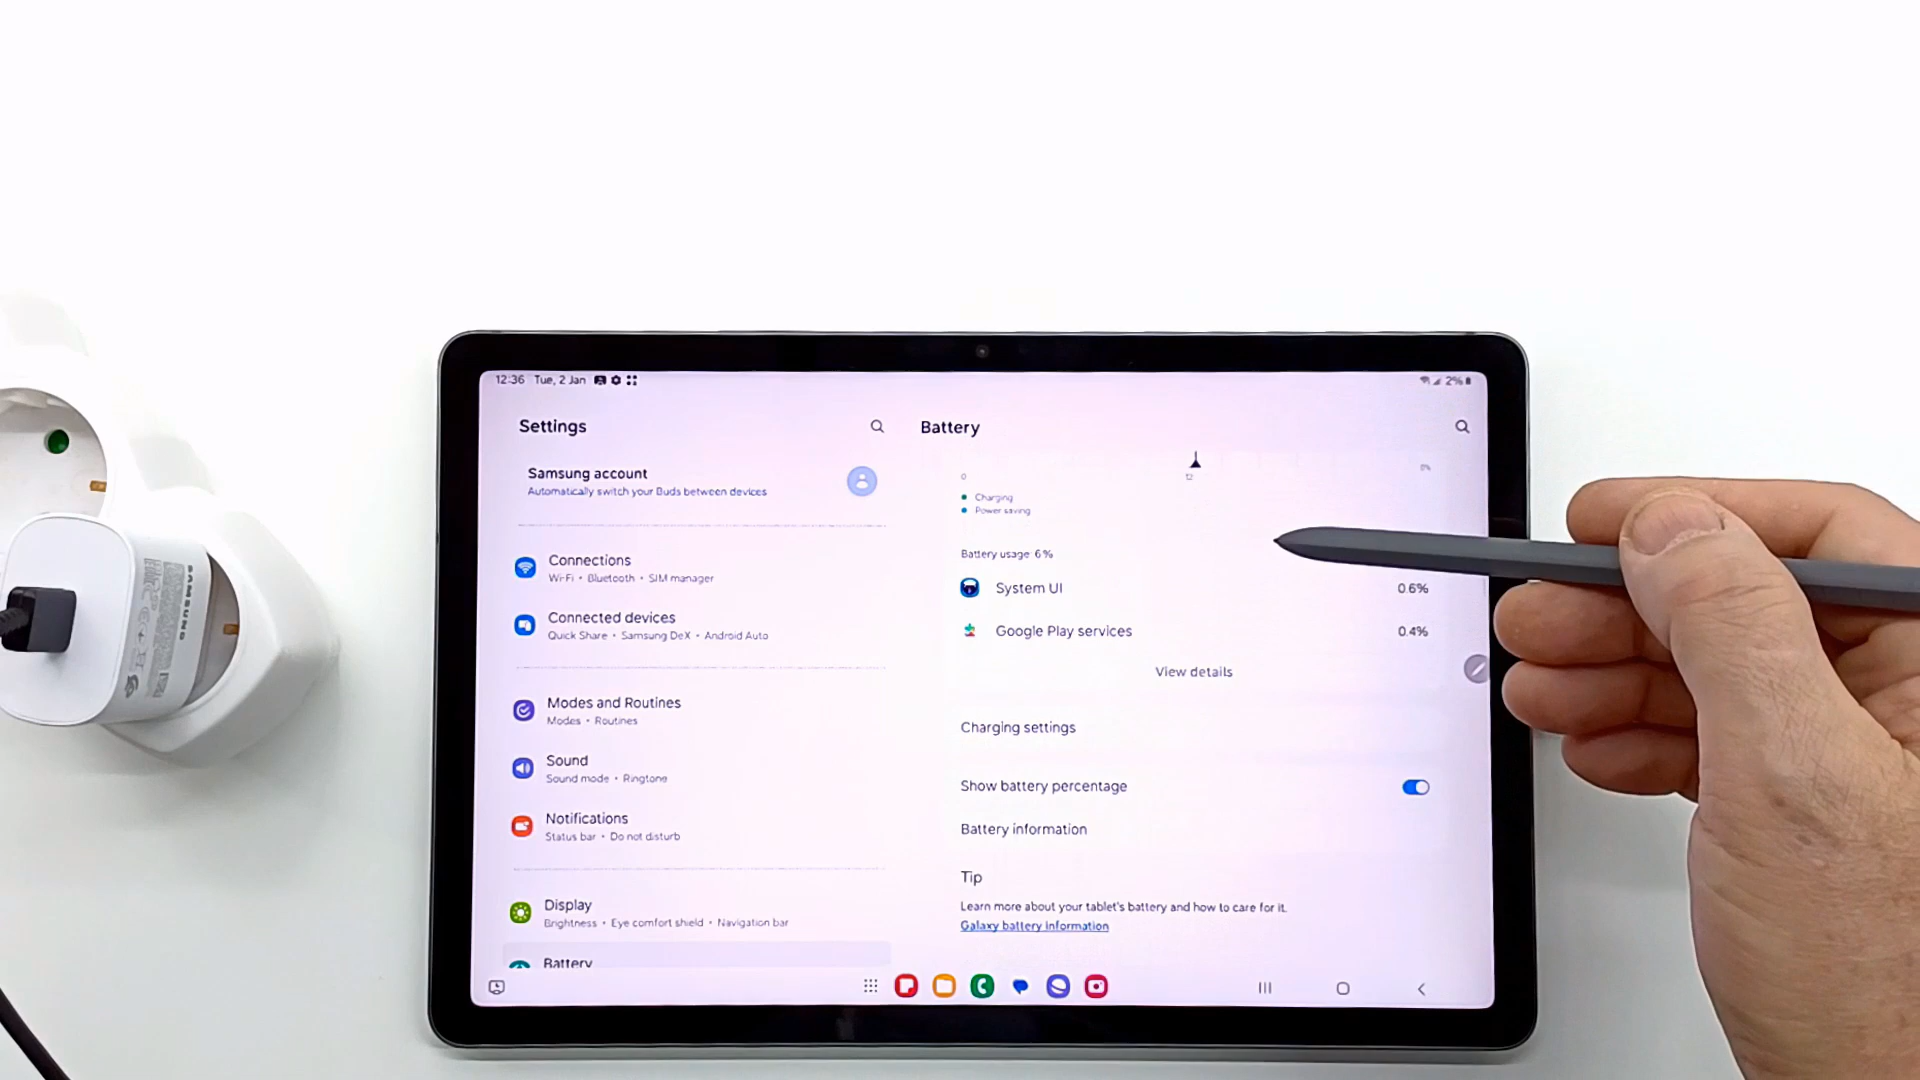 12:36 Tue, 2 Jan
2%
Settings
Samsung account
Automatically switch your Buds between devices
Connections
Wi-Fi • Bluetooth • SIM manager
Connected devices
Quick Share • Samsung DeX • Android Auto
Modes and Routines
Modes • Routines
Sound
Sound mode • Ringtone
Notifications
Status bar • Do not disturb
Display
Brightness • Eye comfort shield • Navigation bar
Battery
Battery
0
12
0%
Charging
Power saving
Battery usage: 6%
System UI
0.6%
Google Play services
0.4%
View details
Charging settings
Show battery percentage
Battery information
Tip
Learn more about your tablet's battery and how to care for it.
Galaxy battery information
SAMSUNG